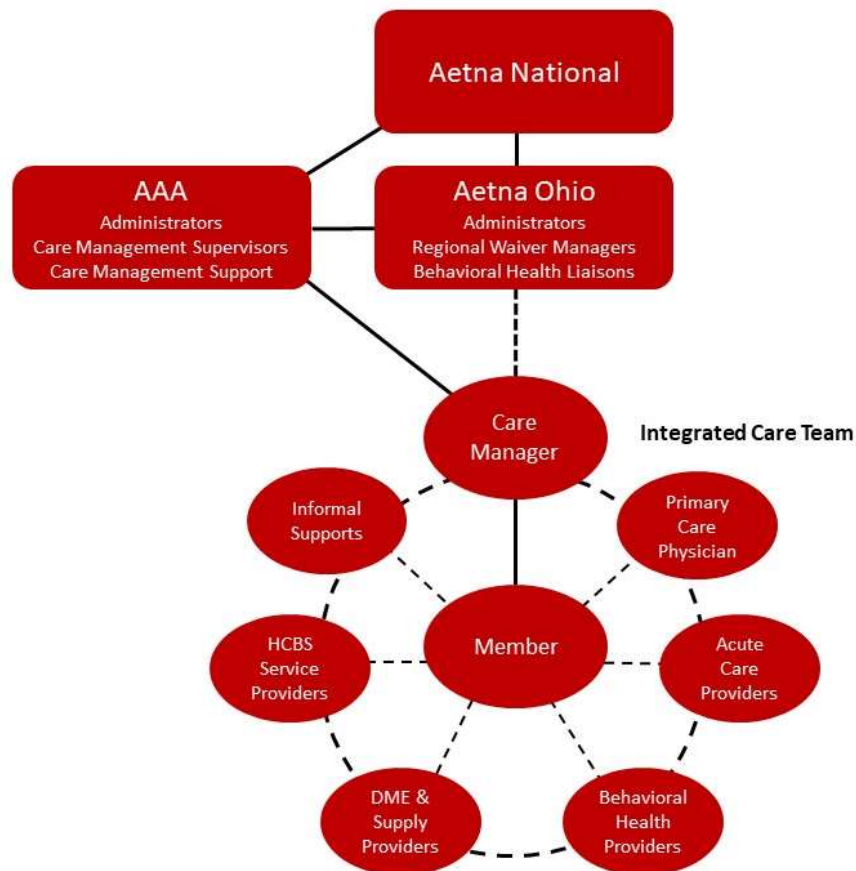 Aetna National
AAA
Administrators
Care Management Supervisors
Care Management Support
Aetna Ohio
Administrators
Regional Waiver Managers
Behavioral Health Liaisons
Care
Manager
Integrated Care Team
Informal
Supports
Primary
Care
Physician
Member
HCBS
Service
Providers
Acute
Care
Providers
DME &
Supply
Providers
Behavioral
Health
Providers